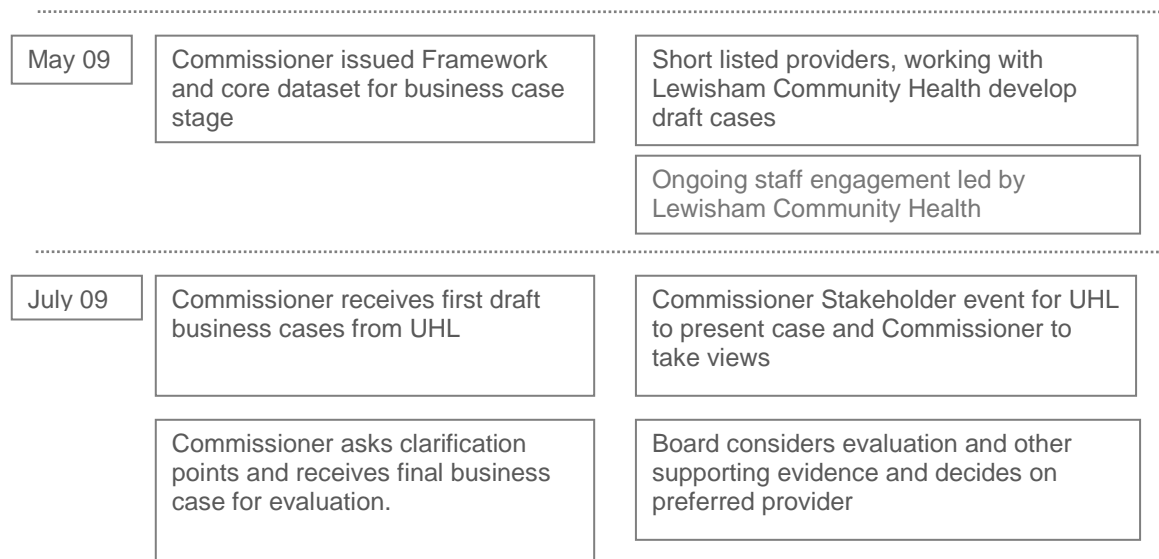 May 09
Commissioner issued Framework
and core dataset for business case
stage
Short listed providers, working with
Lewisham Community Health develop
draft cases
Ongoing staff engagement led by
Lewisham Community Health
July 09
Commissioner receives first draft
business cases from UHL
Commissioner Stakeholder event for UHL
to present case and Commissioner to
take views
Commissioner asks clarification
points and receives final business
case for evaluation.
Board considers evaluation and other
supporting evidence and decides on
preferred provider